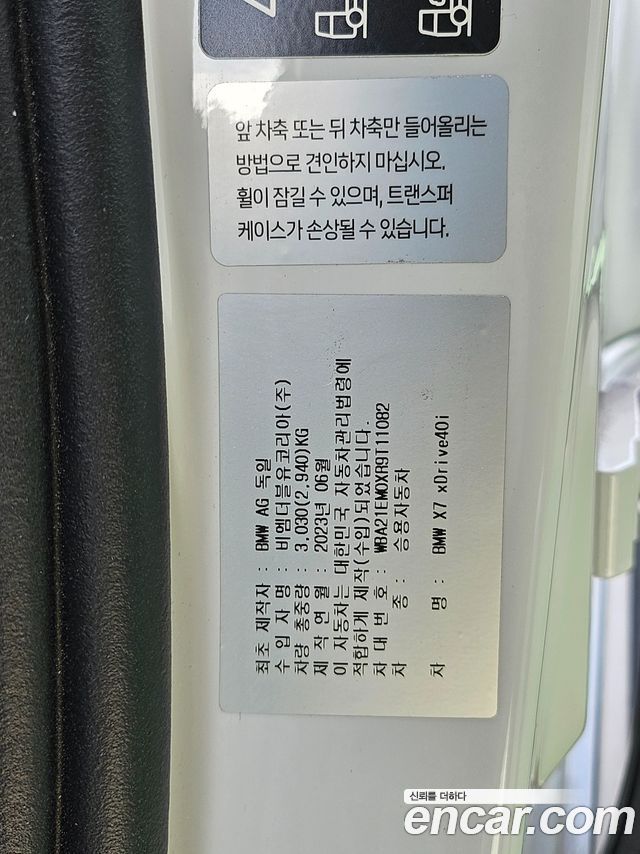 앞 차축 또는 뒤 차축만 들어올리는
방법으로 견인하지 마십시오.
휠이 잠길 수 있으며, 트랜스퍼
케이스가 손상될 수 있습니다.
최초 제작자 : BMW AG 독일
수 입 자 명 : 비엠더블유코리아(주)
차량 총중량 : 3,030(2,940)KG
제 작 연 월 : 2023년 06월
이 자동차는 대한민국 자동차관리법령에
적합하게 제작(수입)되었습니다.
차 대 번 호 : WBA21EM0XR9T11082
차 종 : 승용자동차
차 명 : BMW X7 xDrive40i
신뢰를 더하다
encar.com